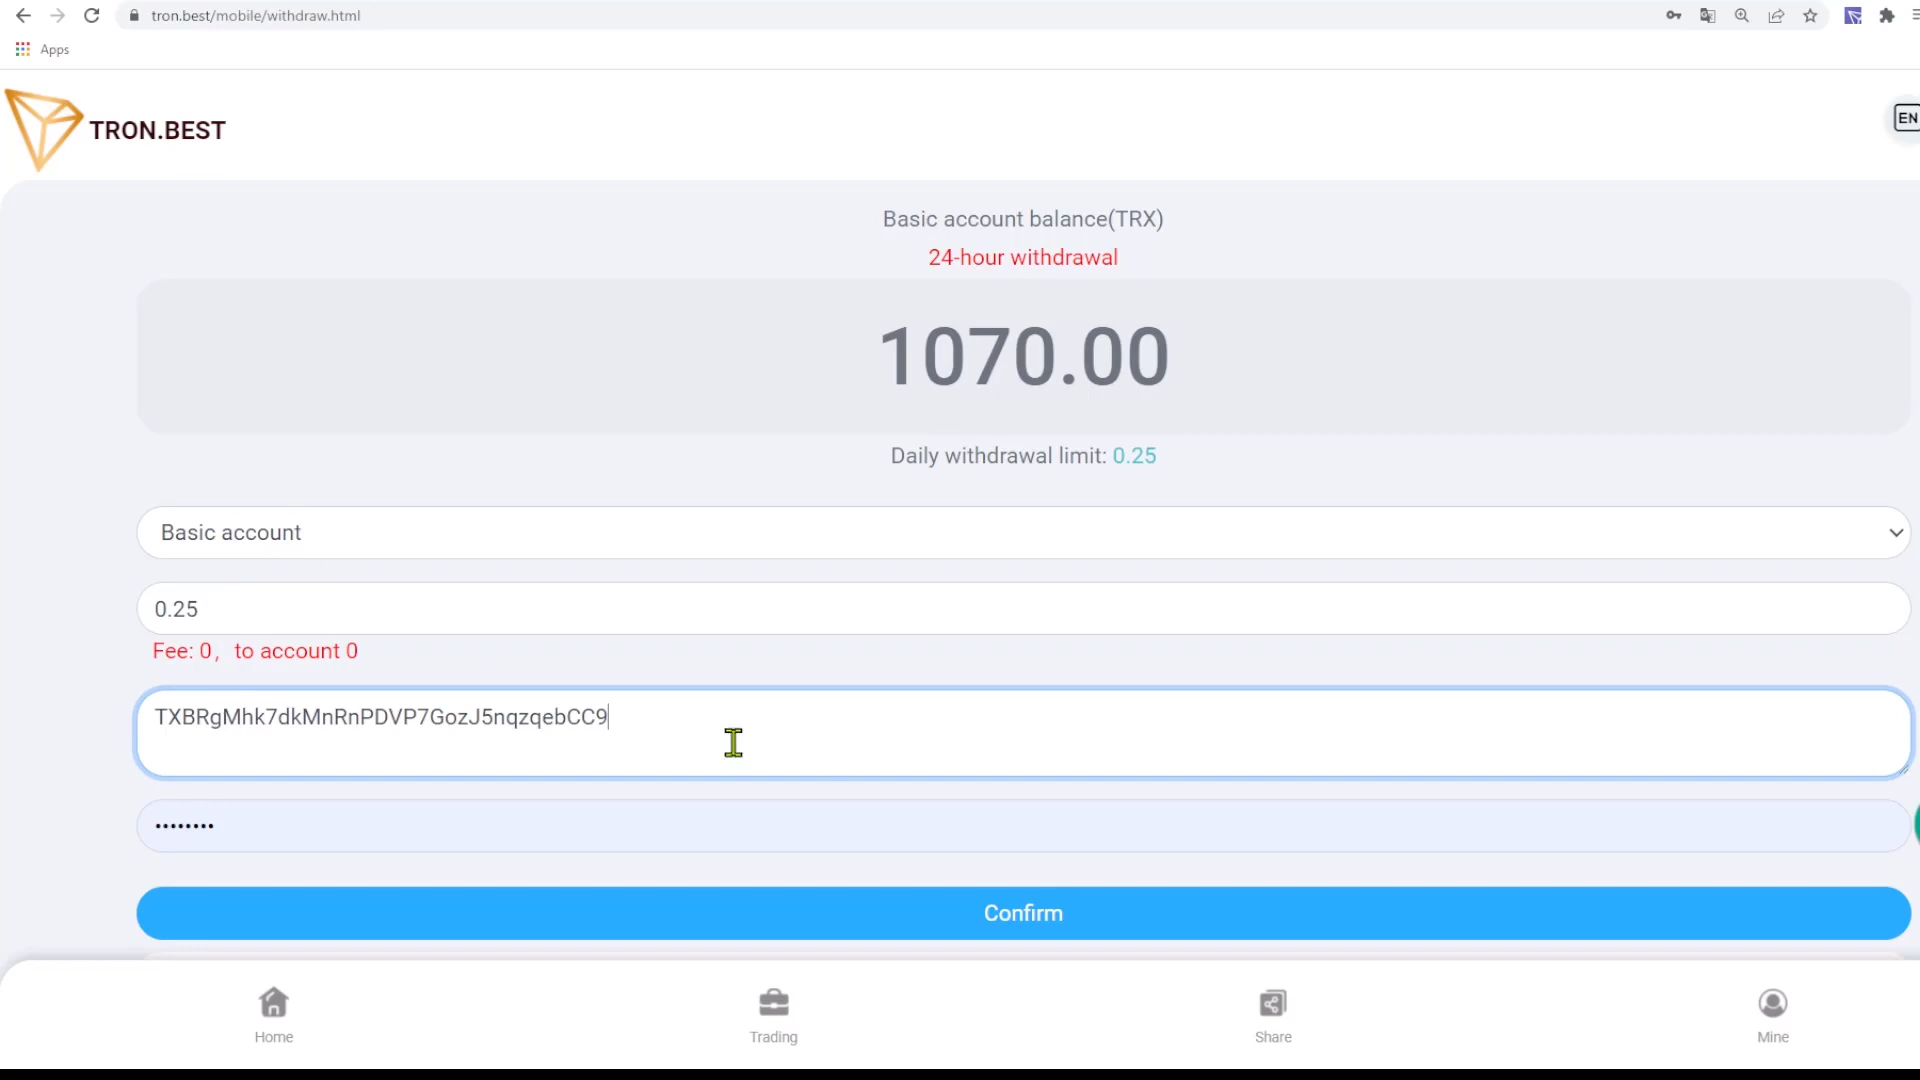 tron.best/mobile/withdraw.html
Apps
TRON.BEST
EN
Basic account balance(TRX)
24-hour withdrawal
1070.00
Daily withdrawal limit: 0.25
Basic account
0.25
Fee: 0, to account 0
TXBRgMhk7dkMnRnPDVP7GozJ5nqzqebCC9
••••••••
Confirm
Home
Trading
Share
Mine